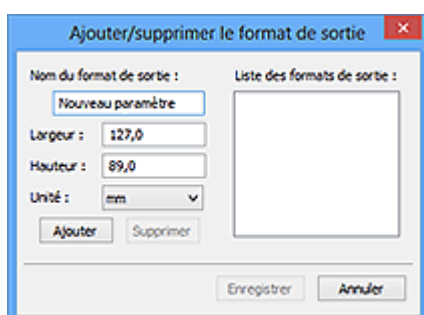 Ajouter/supprimer le format de sortie
Nom du format de sortie :
Liste des formats de sortie :
Nouveau paramètre
Largeur :
127,0
Hauteur :
89,0
Unité :
mm
Ajouter
Supprimer
Enregistrer
Annuler